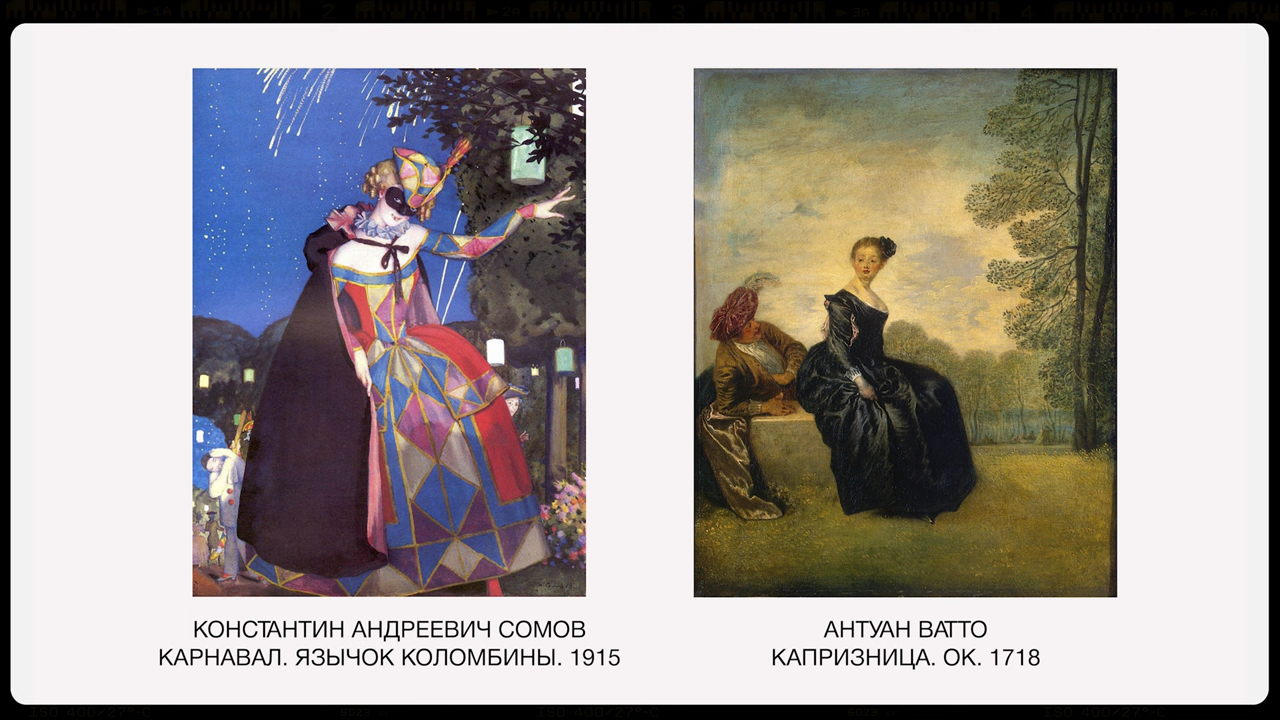 КОНСТАНТИН АНДРЕЕВИЧ СОМОВ
КАРНАВАЛ. ЯЗЫЧОК КОЛОМБИНЫ. 1915
АНТУАН ВАТТО
КАПРИЗНИЦА. ОК. 1718